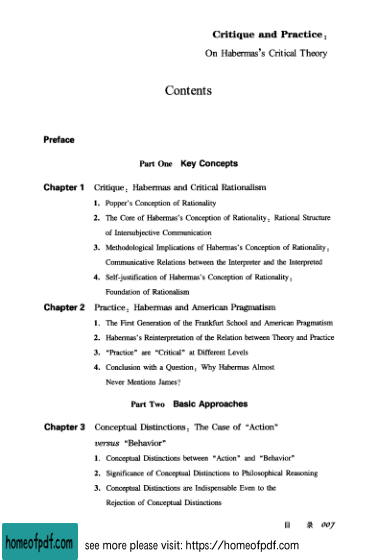 Critique and Practice:
On Habermas's Critical Theory
Contents
Preface
Part One Key Concepts
Chapter 1 Critique: Habermas and Critical Rationalism
1. Popper's Conception of Rationality
2. The Core of Habermas's Conception of Rationality: Rational Structure
of Intersubjective Communication
3. Methodological Implications of Habermas's Conception of Rationality:
Communicative Relations between the Interpreter and the Interpreted
4. Self-justification of Habermas's Conception of Rationality:
Foundation of Rationalism
Chapter 2 Practice: Habermas and American Pragmatism
1. The First Generation of the Frankfurt School and American Pragmatism
2. Habermas's Reinterpretation of the Relation between Theory and Practice
3. "Practice" are "Critical" at Different Levels
4. Conclusion with a Question: Why Habermas Almost
Never Mentions James?
Part Two Basic Approaches
Chapter 3 Conceptual Distinctions: The Case of "Action"
versus "Behavior"
1. Conceptual Distinctions between "Action" and "Behavior"
2. Significance of Conceptual Distinctions to Philosophical Reasoning
3. Conceptual Distinctions are Indispensable Even to the
Rejection of Conceptual Distinctions
目 录 007
homeofpdf.com see more please visit: https://homeofpdf.com